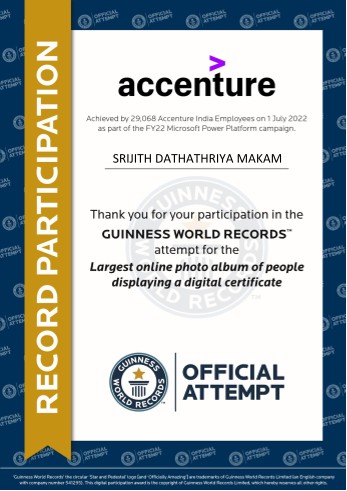 RECORD PARTICIPATION
accenture
Achieved by 29,068 Accenture India Employees on 1 July 2022
as part of the FY22 Microsoft Power Platform campaign.
SRIJITH DATHATHRIYA MAKAM
Thank you for your participation in the
GUINNESS WORLD RECORDS™
attempt for the
Largest online photo album of people
displaying a digital certificate
GUINNESS
WORLD RECORDS
OFFICIAL
ATTEMPT
'Guinness World Records' the circular 'Star and Pedestal' logo (and 'Officially Amazing') are trademarks of Guinness World Records Limited (an English company
with company number 541295). This digital participation award is the copyright of Guinness World Records Limited, which hereby reserves all other rights.